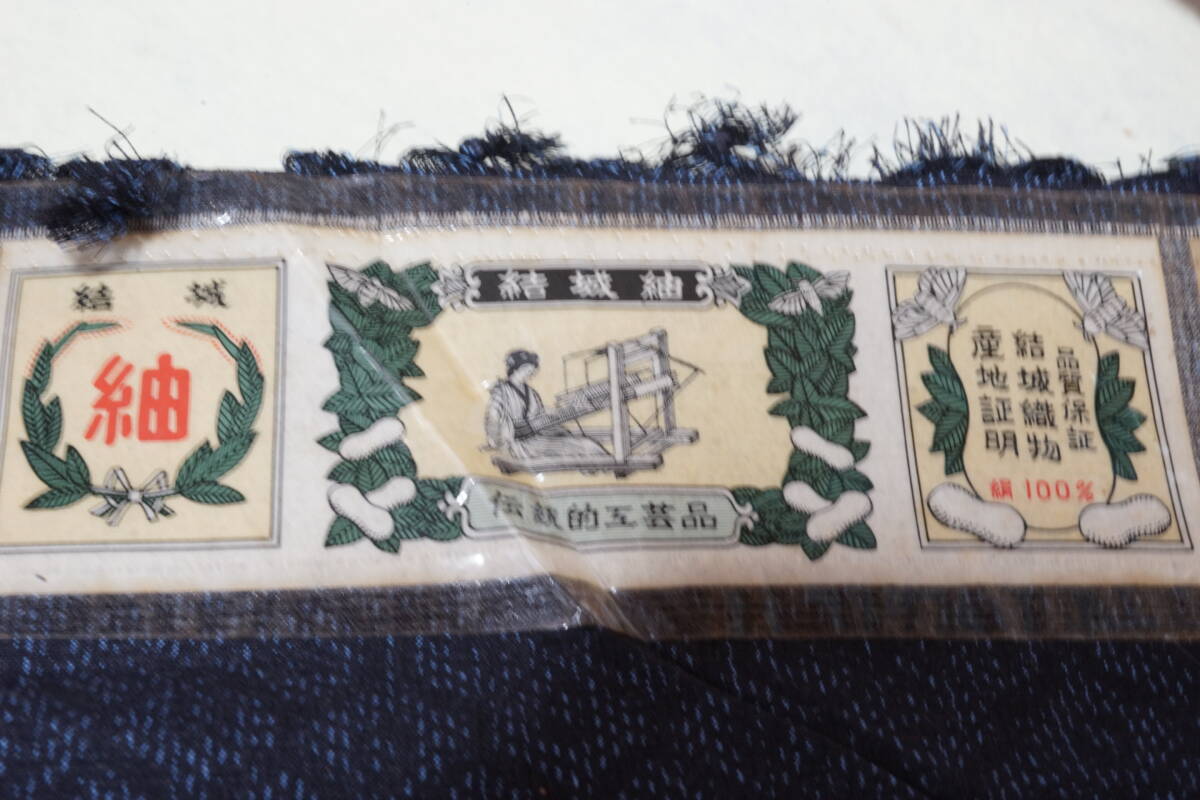 結城
紬
結城紬
伝統的工芸品
品質保証
結城織物
産地証明
絹100%